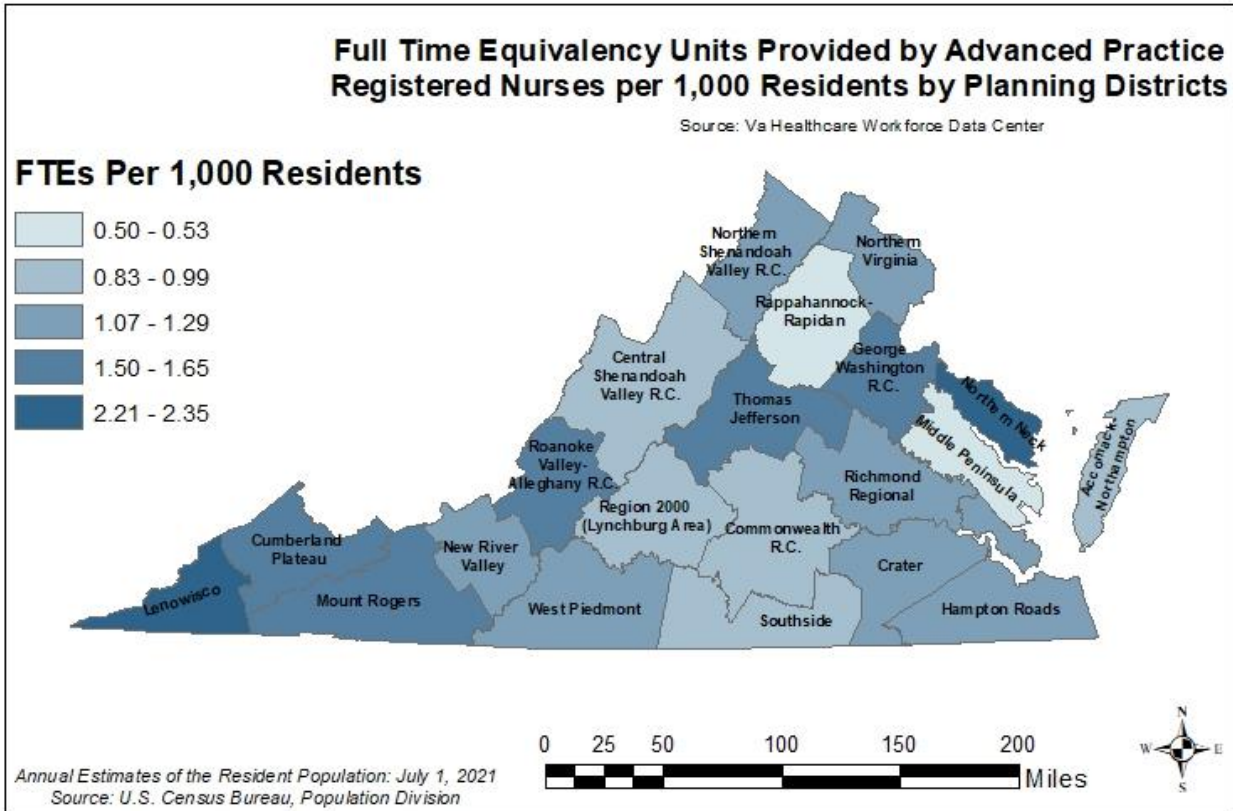 Full Time Equivalency Units Provided by Advanced Practice
Registered Nurses per 1,000 Residents by Planning Districts
Source: Va Healthcare Workforce Data Center
FTEs Per 1,000 Residents
0.50 - 0.53
0.83 - 0.99
1.07 - 1.29
1.50 - 1.65
2.21 - 2.35
Northern
Shenandoah
Valley R.C.
Northern
Virginia
Rappahannock-
Rapidan
Central
Shenandoah
Valley R.C.
George
Washington
R.C.
Northern Neck
Thomas
Jefferson
Middle Peninsula
Accomack-
Northampton
Roanoke
Valley-
Alleghany R.C.
Richmond
Regional
Region 2000
(Lynchburg Area)
Commonwealth
R.C.
Cumberland
Plateau
New River
Valley
Crater
Lenowisco
Mount Rogers
West Piedmont
Southside
Hampton Roads
0 25 50 100 150 200
Miles
N
W E
S
Annual Estimates of the Resident Population: July 1, 2021
Source: U.S. Census Bureau, Population Division